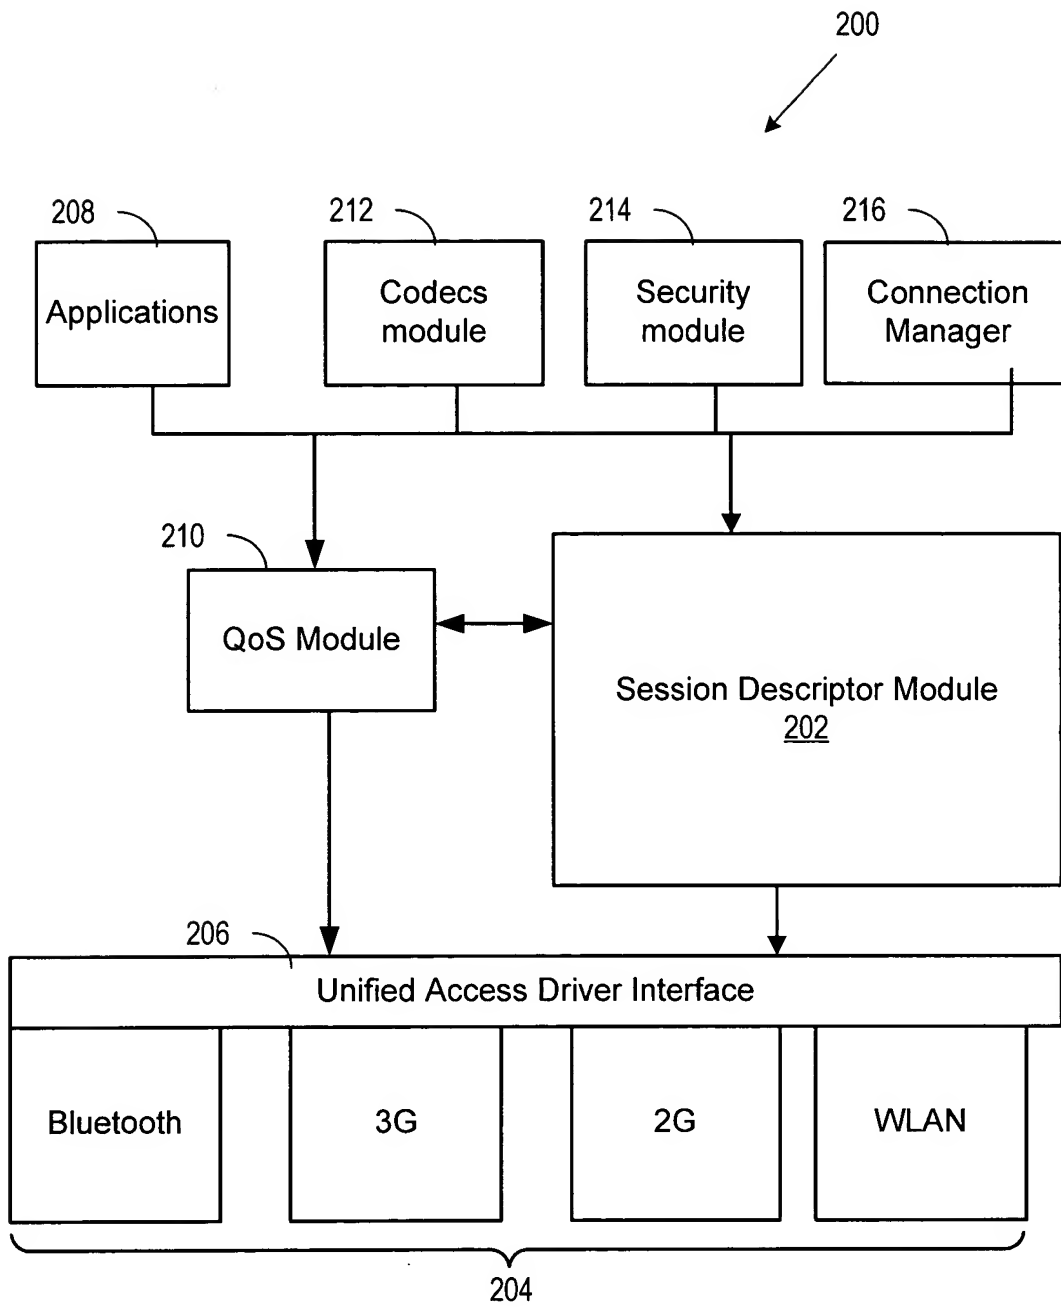 200
208
212
214
216
Applications
Codecs
module
Security
module
Connection
Manager
210
QoS Module
Session Descriptor Module
202
206
Unified Access Driver Interface
Bluetooth
3G
2G
WLAN
204